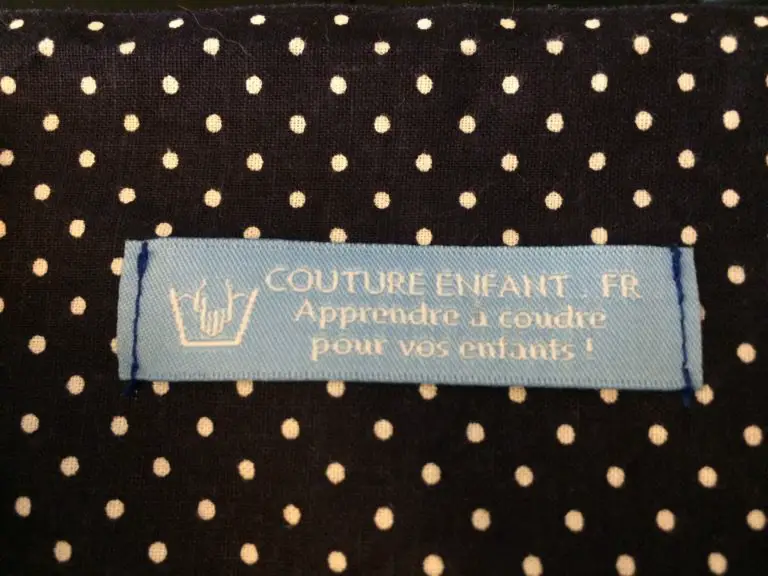 COUTURE ENFANT . FR
Apprendre à coudre
pour vos enfants !